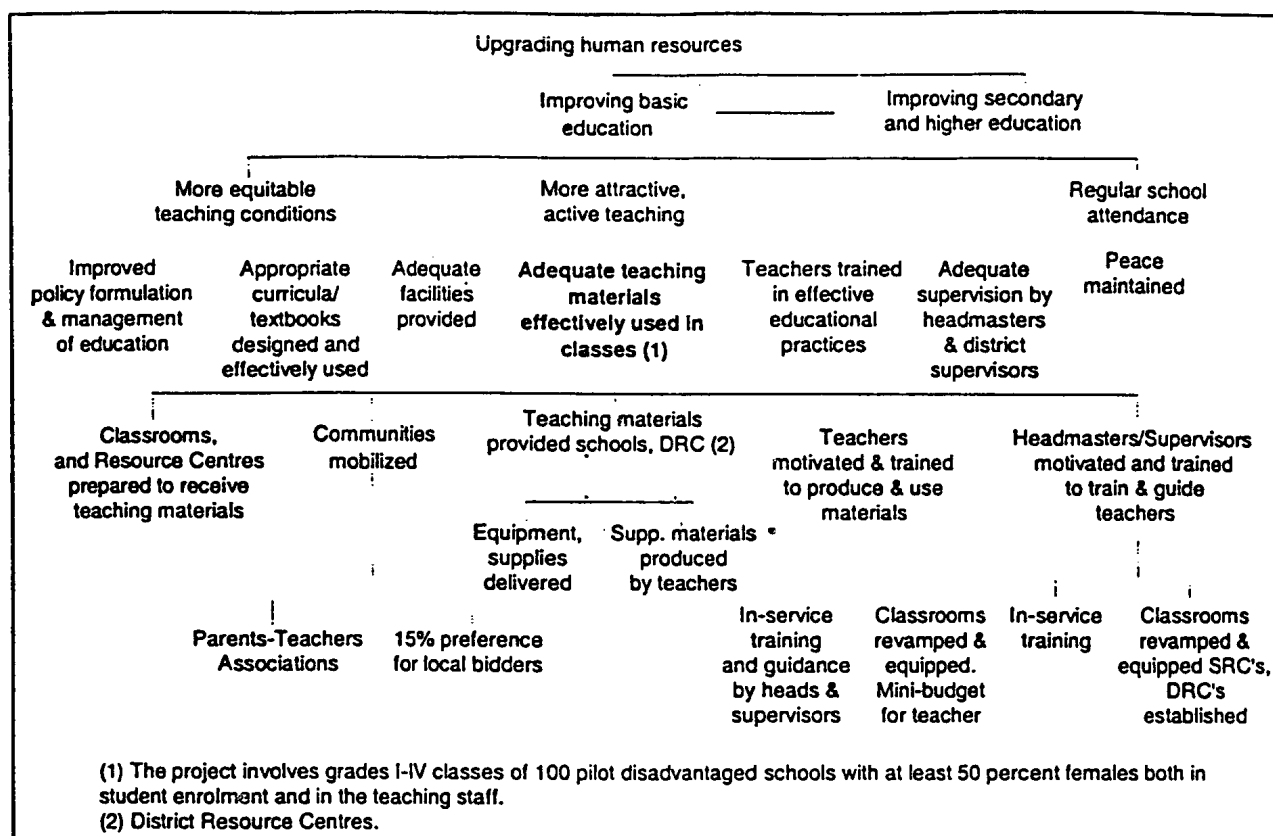 Upgrading human resources
Improving basic
education
Improving secondary
and higher education
More equitable
teaching conditions
More attractive,
active teaching
Regular school
attendance
Improved
policy formulation
& management
of education
Appropriate
curricula/
textbooks
designed and
effectively used
Adequate
facilities
provided
Adequate teaching
materials
effectively used in
classes (1)
Teachers trained
in effective
educational
practices
Adequate
supervision by
headmasters
& district
supervisors
Peace
maintained
Classrooms,
and Resource Centres
prepared to receive
teaching materials
Communities
mobilized
Teaching materials
provided schools, DRC (2)
Teachers
motivated & trained
to produce & use
materials
Headmasters/Supervisors
motivated and trained
to train & guide
teachers
Equipment,
supplies
delivered
Supp. materials
produced
by teachers
Parents-Teachers
Associations
15% preference
for local bidders
In-service
training
and guidance
by heads &
supervisors
Classrooms
revamped &
equipped.
Mini-budget
for teacher
In-service
training
Classrooms
revamped &
equipped SRC's,
DRC's
established
(1) The project involves grades I-IV classes of 100 pilot disadvantaged schools with at least 50 percent females both in
student enrolment and in the teaching staff.
(2) District Resource Centres.